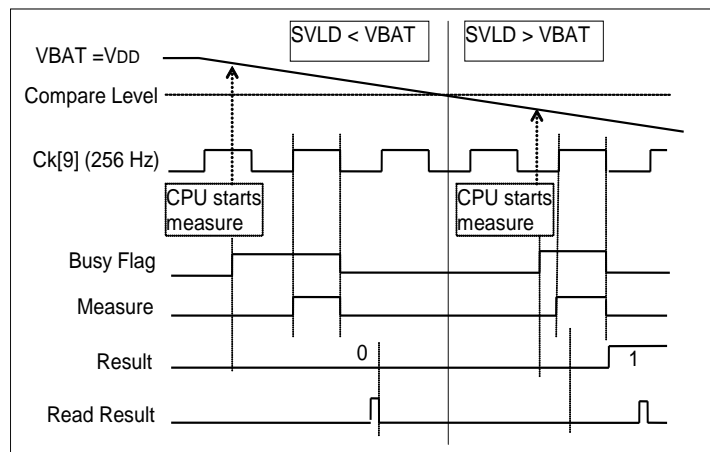 SVLD < VBAT
SVLD > VBAT
VBAT =VDD
Compare Level
Ck[9] (256 Hz)
CPU starts
measure
CPU starts
measure
Busy Flag
Measure
Result
0
1
Read Result